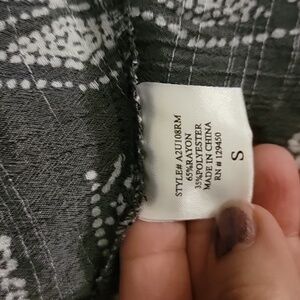 STYLE# A2U108RM
65%RAYON
35%POLYESTER
MADE IN CHINA
RN # 129450
S